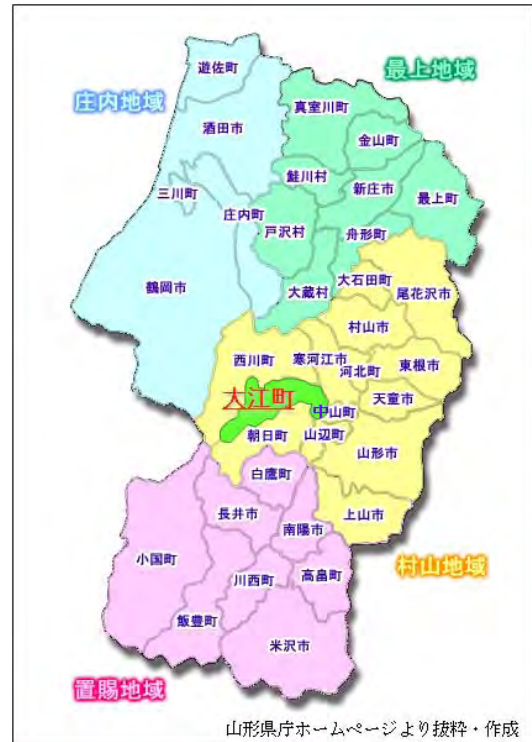 遊佐町
最上地域
庄内地域
真室川町
酒田市
金山町
鮭川村
新庄市
三川町
最上町
庄内町
戸沢村
舟形町
大石田町
鶴岡市
大蔵村
尾花沢市
村山市
西川町
寒河江市
東根市
河北町
大江町
天童市
中山町
朝日町
山辺町
山形市
白鷹町
長井市
上山市
南陽市
小国町
高畠町
村山地域
川西町
飯豊町
米沢市
置賜地域
山形県庁ホームページより抜粋・作成